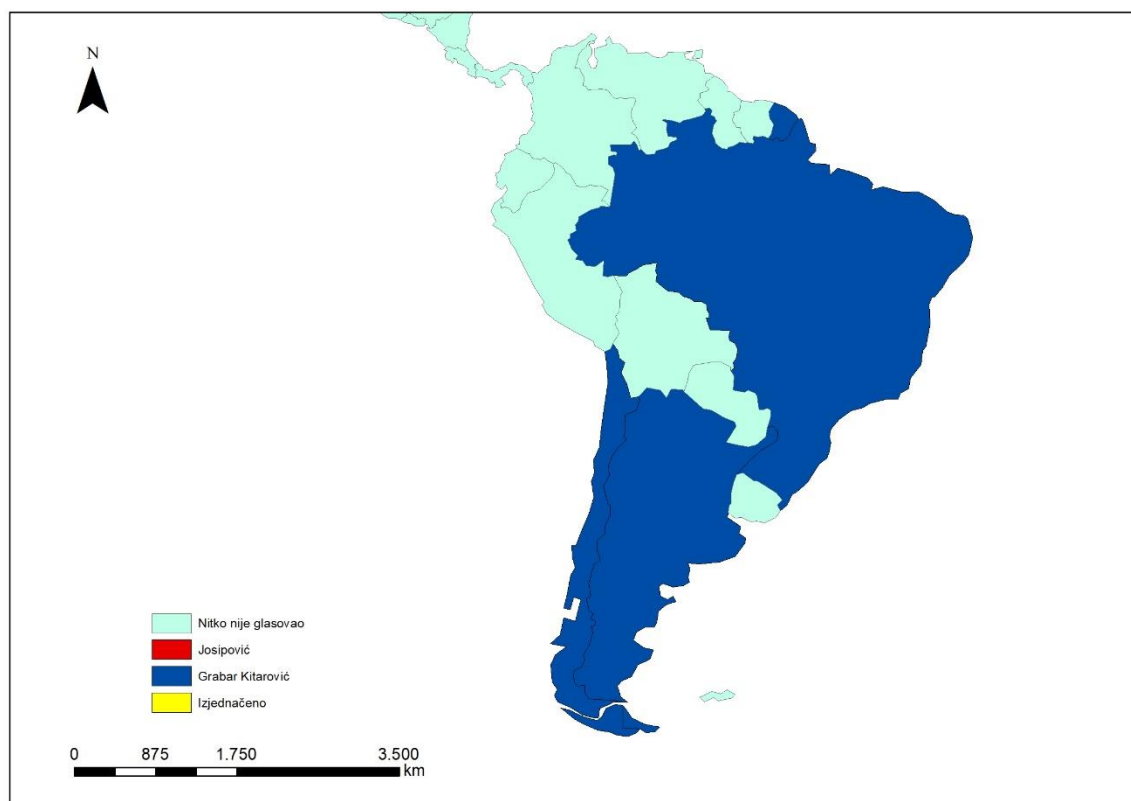 N
Nitko nije glasovao
Josipović
Grabar Kitarović
Izjednačeno
0 875 1.750 3.500
km